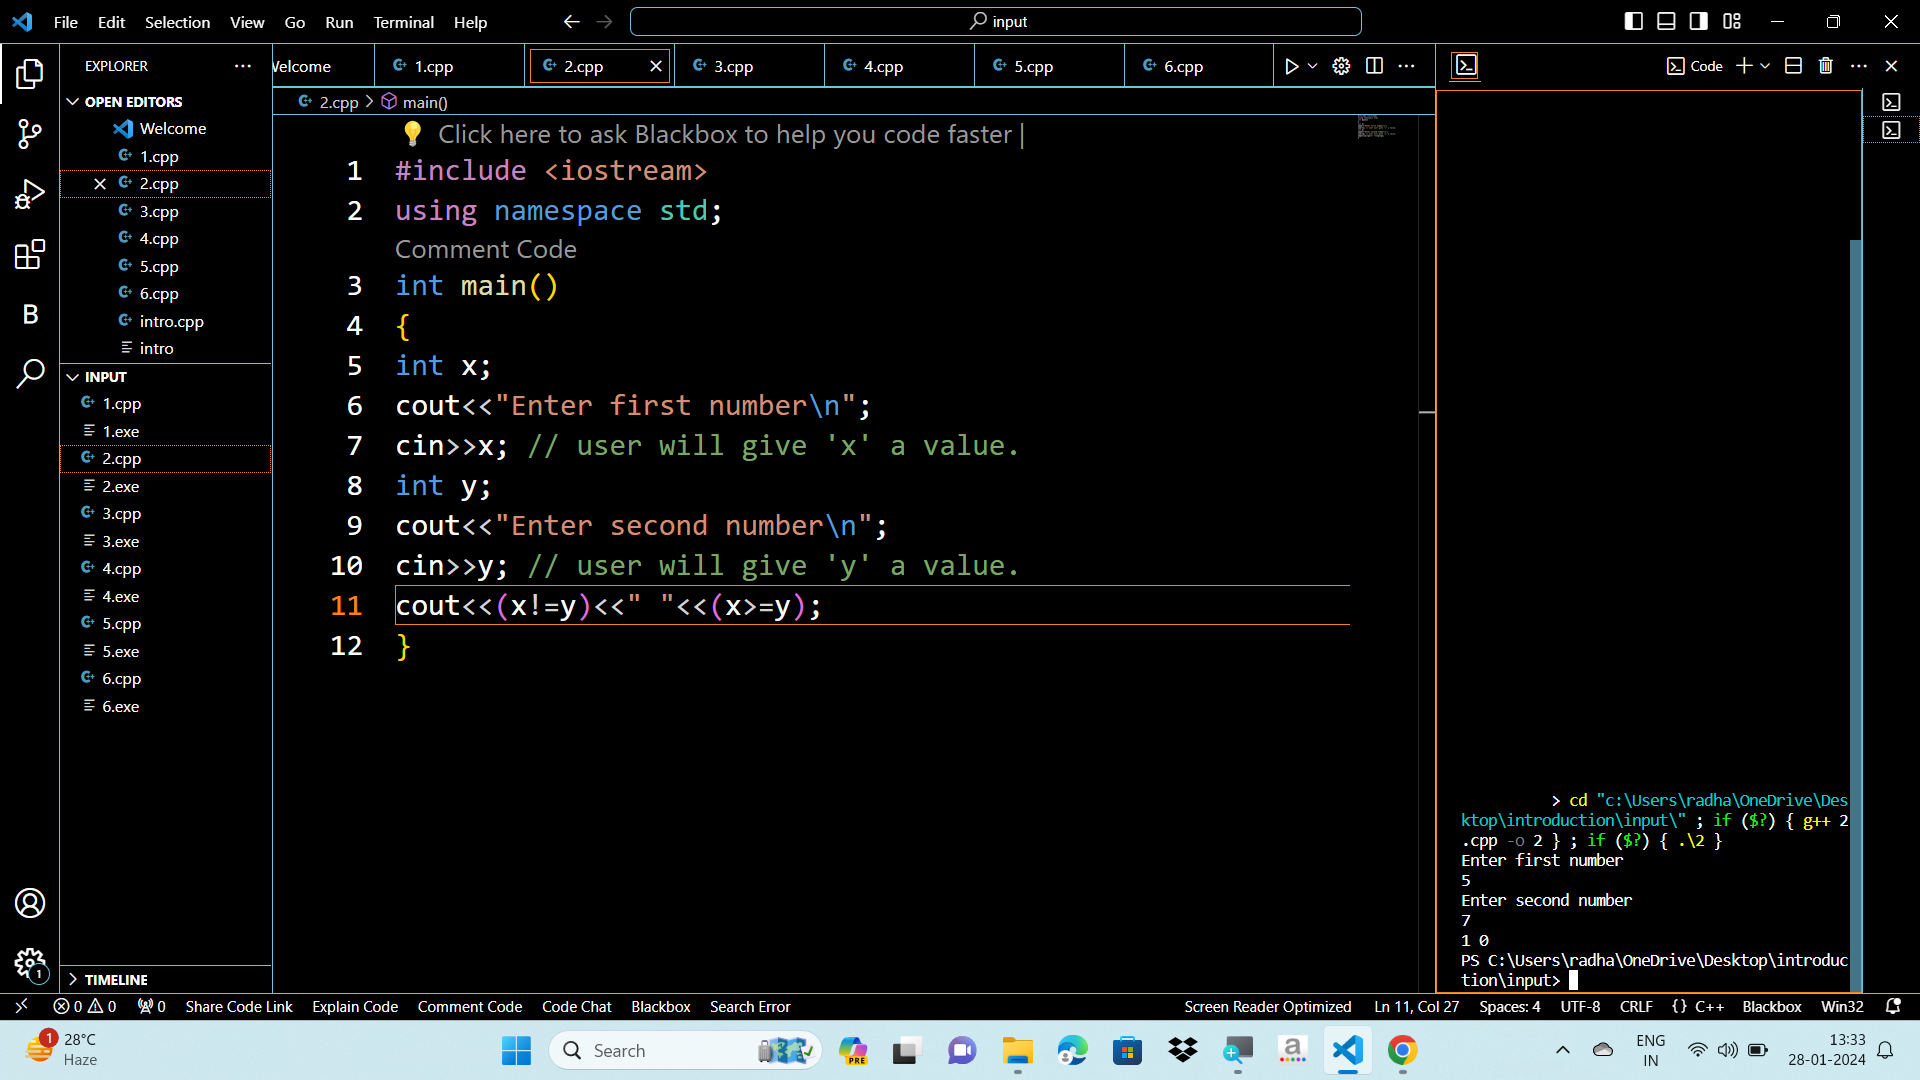 File Edit Selection View Go Run Terminal Help
input
EXPLORER
OPEN EDITORS
Welcome
1.cpp
2.cpp
3.cpp
4.cpp
5.cpp
6.cpp
intro.cpp
intro
INPUT
1.cpp
1.exe
2.cpp
2.exe
3.cpp
3.exe
4.cpp
4.exe
5.cpp
5.exe
6.cpp
6.exe
TIMELINE
Welcome 1.cpp 2.cpp 3.cpp 4.cpp 5.cpp 6.cpp
2.cpp > main()
Click here to ask Blackbox to help you code faster |
1 #include <iostream>
2 using namespace std;
Comment Code
3 int main()
4 {
5 int x;
6 cout<<"Enter first number\n";
7 cin>>x; // user will give 'x' a value.
8 int y;
9 cout<<"Enter second number\n";
10 cin>>y; // user will give 'y' a value.
11 cout<<(x!=y)<<" "<<(x>=y);
12 }
Code
> cd "c:\Users\radha\OneDrive\Des
ktop\introduction\input\" ; if ($?) { g++ 2
.cpp -o 2 } ; if ($?) { .\2 }
Enter first number
5
Enter second number
7
1 0
PS C:\Users\radha\OneDrive\Desktop\introduc
tion\input>
B
1
0 0 0 Share Code Link Explain Code Comment Code Code Chat Blackbox Search Error Screen Reader Optimized Ln 11, Col 27 Spaces: 4 UTF-8 CRLF {} C++ Blackbox Win32
1
28°C
Haze
Search
PRE
a
ENG
IN
13:33
28-01-2024